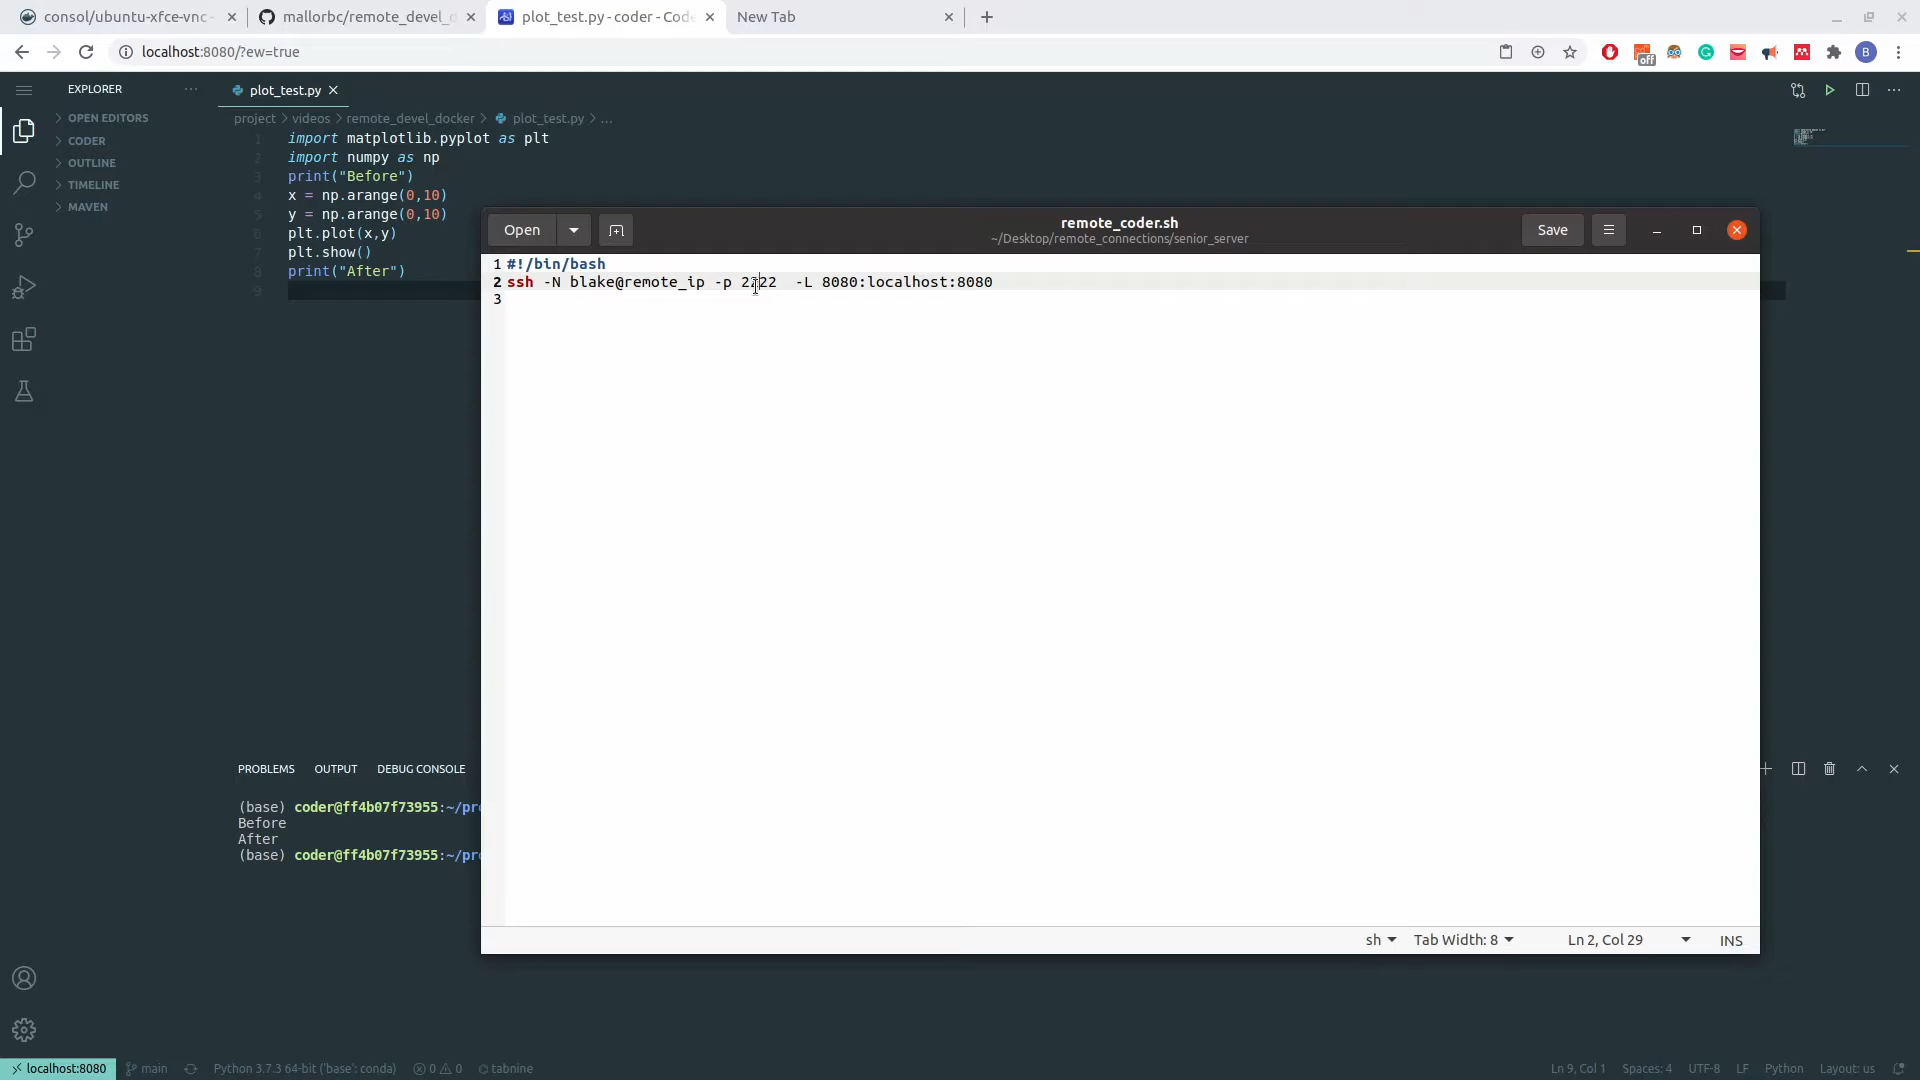 consol/ubuntu-xfce-vnc -
mallorbc/remote_devel_d
plot_test.py - coder - Code
New Tab
localhost:8080/?ew=true
off
B
EXPLORER
plot_test.py
OPEN EDITORS
CODER
OUTLINE
TIMELINE
MAVEN
project > videos > remote_devel_docker > plot_test.py > ...
1 import matplotlib.pyplot as plt
2 import numpy as np
3 print("Before")
4 x = np.arange(0,10)
5 y = np.arange(0,10)
6 plt.plot(x,y)
7 plt.show()
8 print("After")
9
Open
remote_coder.sh
~/Desktop/remote_connections/senior_server
Save
1 #!/bin/bash
2 ssh -N blake@remote_ip -p 2222  -L 8080:localhost:8080
3
sh
Tab Width: 8
Ln 2, Col 29
INS
PROBLEMS
OUTPUT
DEBUG CONSOLE
(base) coder@ff4b07f73955:~/pr
Before
After
(base) coder@ff4b07f73955:~/pr
localhost:8080
main
Python 3.7.3 64-bit ('base': conda)
0
0
tabnine
Ln 9, Col 1
Spaces: 4
UTF-8
LF
Python
Layout: us